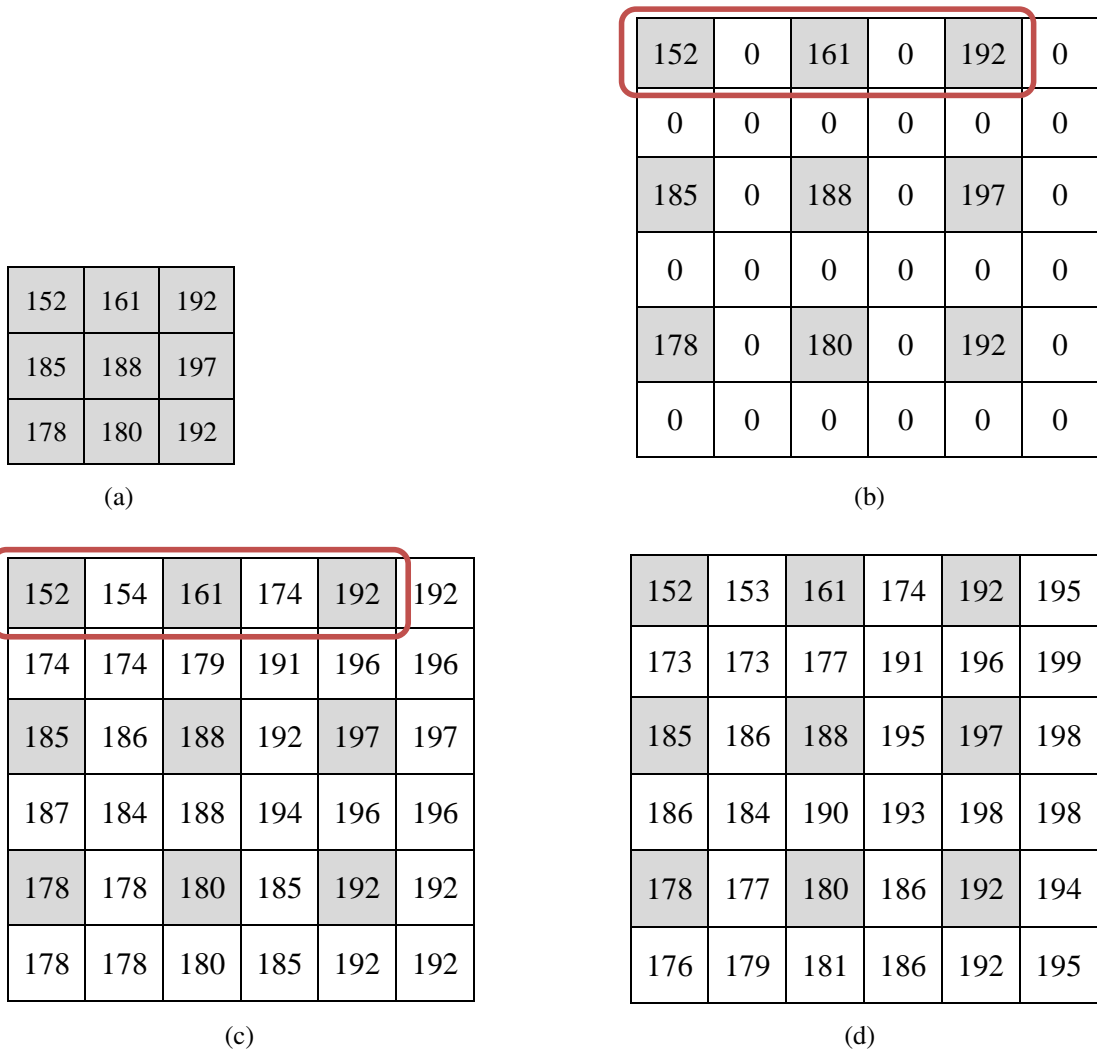 152 0 161 0 192 0
0 0 0 0 0 0
185 0 188 0 197 0
0 0 0 0 0 0
178 0 180 0 192 0
0 0 0 0 0 0
(b)
152 161 192
185 188 197
178 180 192
(a)
152 154 161 174 192 192
174 174 179 191 196 196
185 186 188 192 197 197
187 184 188 194 196 196
178 178 180 185 192 192
178 178 180 185 192 192
(c)
152 153 161 174 192 195
173 173 177 191 196 199
185 186 188 195 197 198
186 184 190 193 198 198
178 177 180 186 192 194
176 179 181 186 192 195
(d)